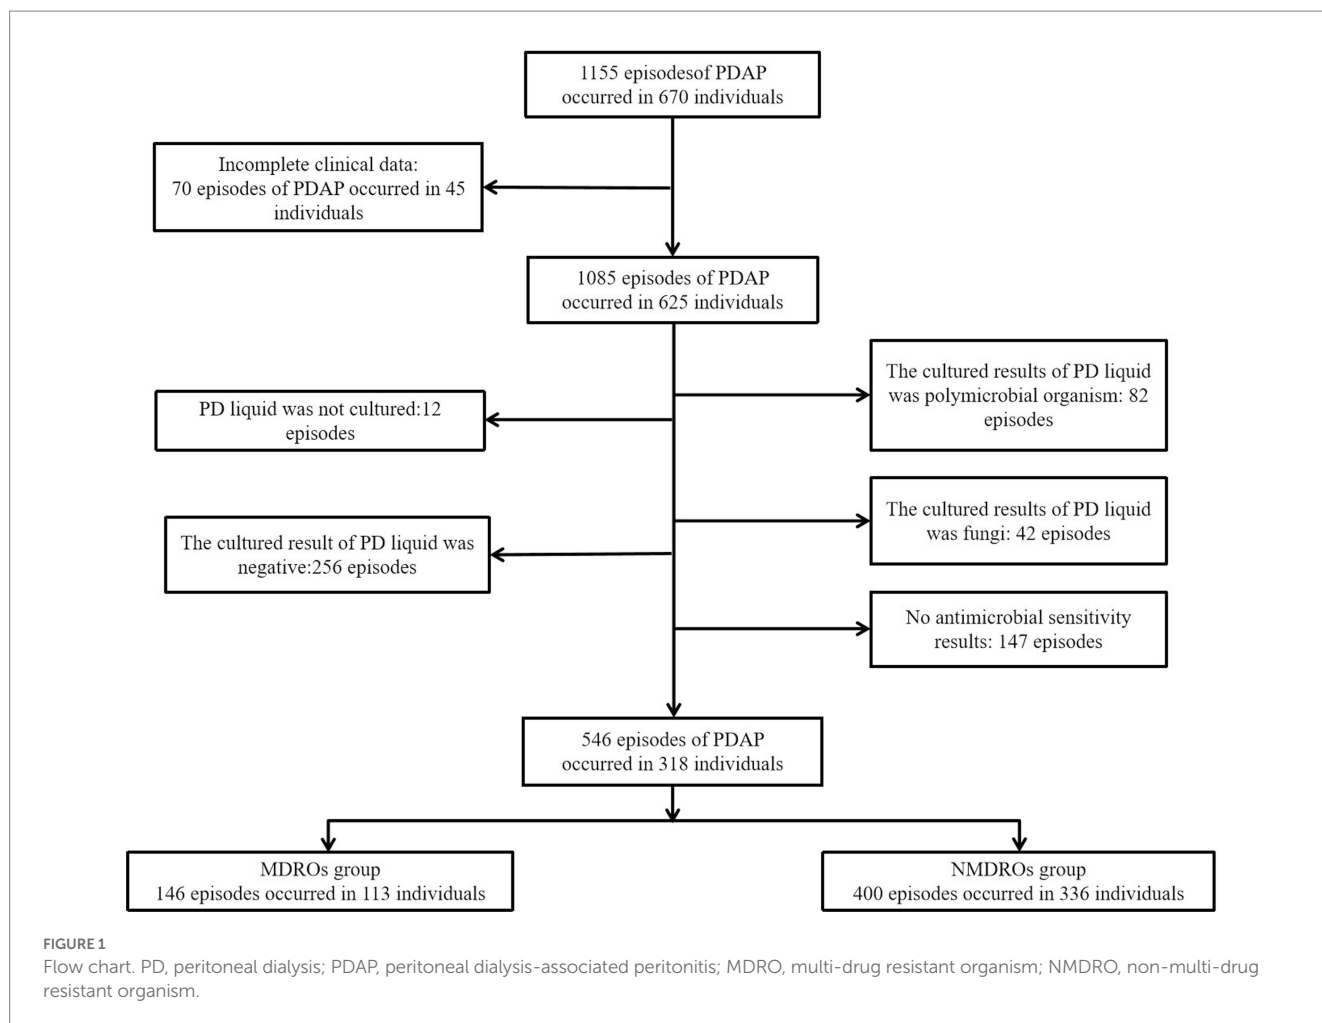 1155 episodesof PDAP
occurred in 670 individuals
Incomplete clinical data:
70 episodes of PDAP occurred in 45
individuals
1085 episodes of PDAP
occurred in 625 individuals
The cultured results of PD liquid
was polymicrobial organism: 82
episodes
PD liquid was not cultured:12
episodes
The cultured results of PD liquid
was fungi: 42 episodes
The cultured result of PD liquid was
negative:256 episodes
No antimicrobial sensitivity
results: 147 episodes
546 episodes of PDAP
occurred in 318 individuals
MDROs group
146 episodes occurred in 113 individuals
NMDROs group
400 episodes occurred in 336 individuals
FIGURE 1
Flow chart. PD, peritoneal dialysis; PDAP, peritoneal dialysis-associated peritonitis; MDRO, multi-drug resistant organism; NMDRO, non-multi-drug
resistant organism.